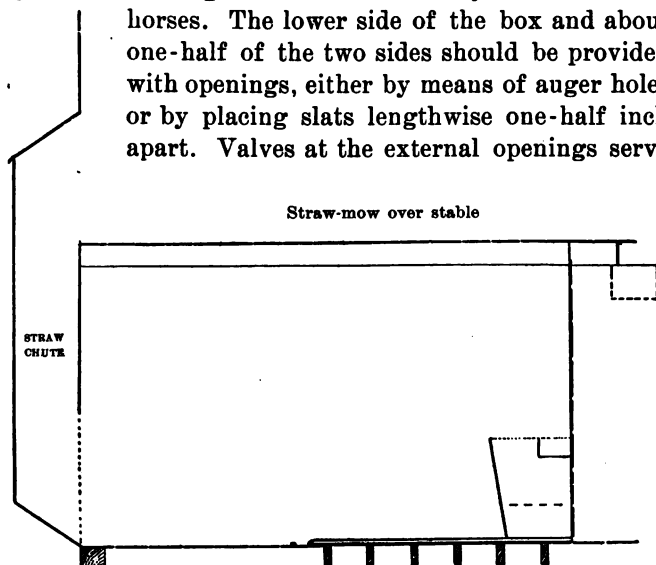 horses. The lower side of the box and abou
one-half of the two sides should be provide
with openings, either by means of auger hole
or by placing slats lengthwise one-half inc
apart. Valves at the external openings serv
Straw-mow over stable
STRAW
CHUTE